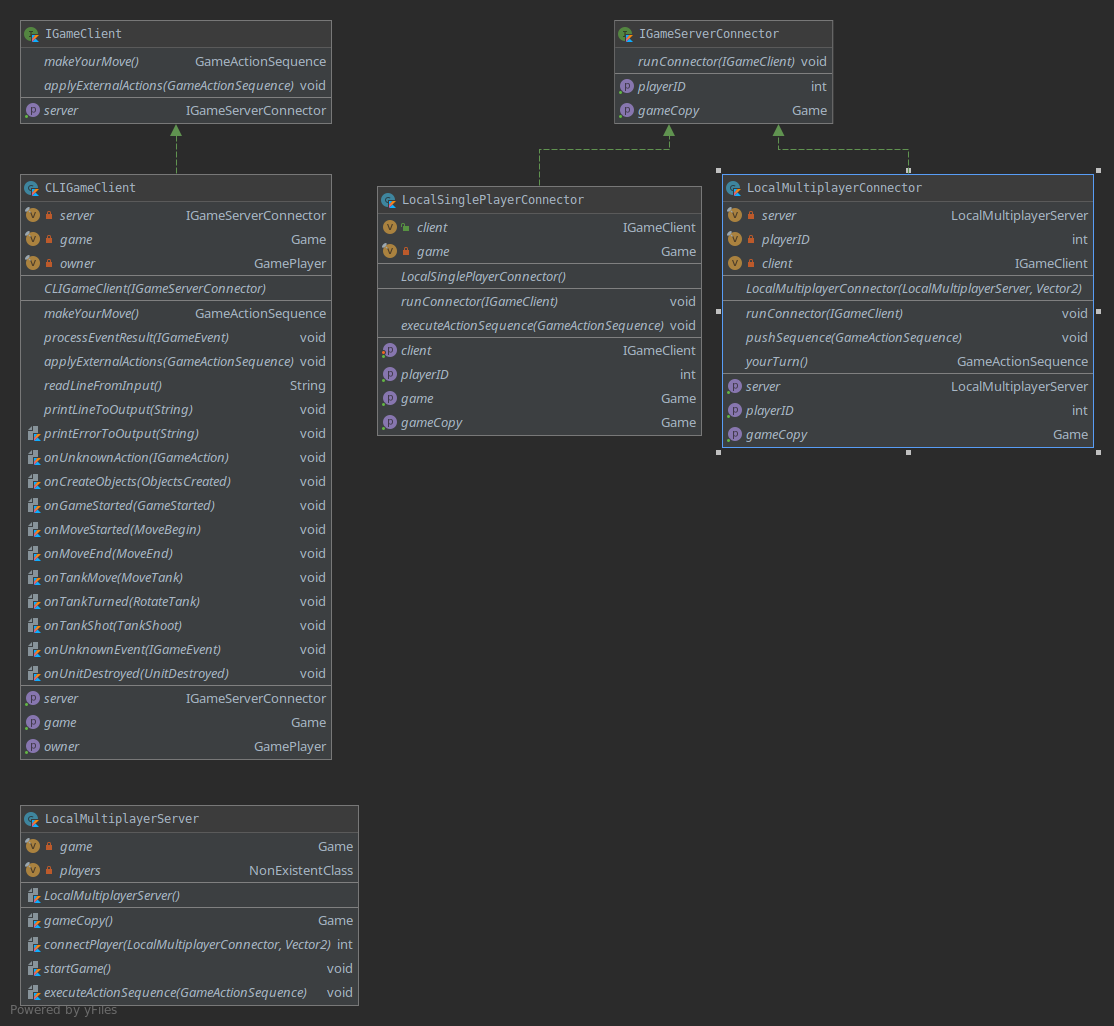 IGameClient
makeYourMove() GameActionSequence
applyExternalActions(GameActionSequence) void
server IGameServerConnector
IGameServerConnector
runConnector(IGameClient) void
playerID int
gameCopy Game
CLIGameClient
server IGameServerConnector
game Game
owner GamePlayer
CLIGameClient(IGameServerConnector)
makeYourMove() GameActionSequence
processEventResult(IGameEvent) void
applyExternalActions(GameActionSequence) void
readLineFromInput() String
printLineToOutput(String) void
printErrorToOutput(String) void
onUnknownAction(IGameAction) void
onCreateObjects(ObjectsCreated) void
onGameStarted(GameStarted) void
onMoveStarted(MoveBegin) void
onMoveEnd(MoveEnd) void
onTankMove(MoveTank) void
onTankTurned(RotateTank) void
onTankShot(TankShoot) void
onUnknownEvent(IGameEvent) void
onUnitDestroyed(UnitDestroyed) void
server IGameServerConnector
game Game
owner GamePlayer
LocalSinglePlayerConnector
client IGameClient
game Game
LocalSinglePlayerConnector()
runConnector(IGameClient) void
executeActionSequence(GameActionSequence) void
client IGameClient
playerID int
game Game
gameCopy Game
LocalMultiplayerConnector
server LocalMultiplayerServer
playerID int
client IGameClient
LocalMultiplayerConnector(LocalMultiplayerServer, Vector2)
runConnector(IGameClient) void
pushSequence(GameActionSequence) void
yourTurn() GameActionSequence
server LocalMultiplayerServer
playerID int
gameCopy Game
LocalMultiplayerServer
game Game
players NonExistentClass
LocalMultiplayerServer()
gameCopy() Game
connectPlayer(LocalMultiplayerConnector, Vector2) int
startGame() void
executeActionSequence(GameActionSequence) void
Powered by yFiles